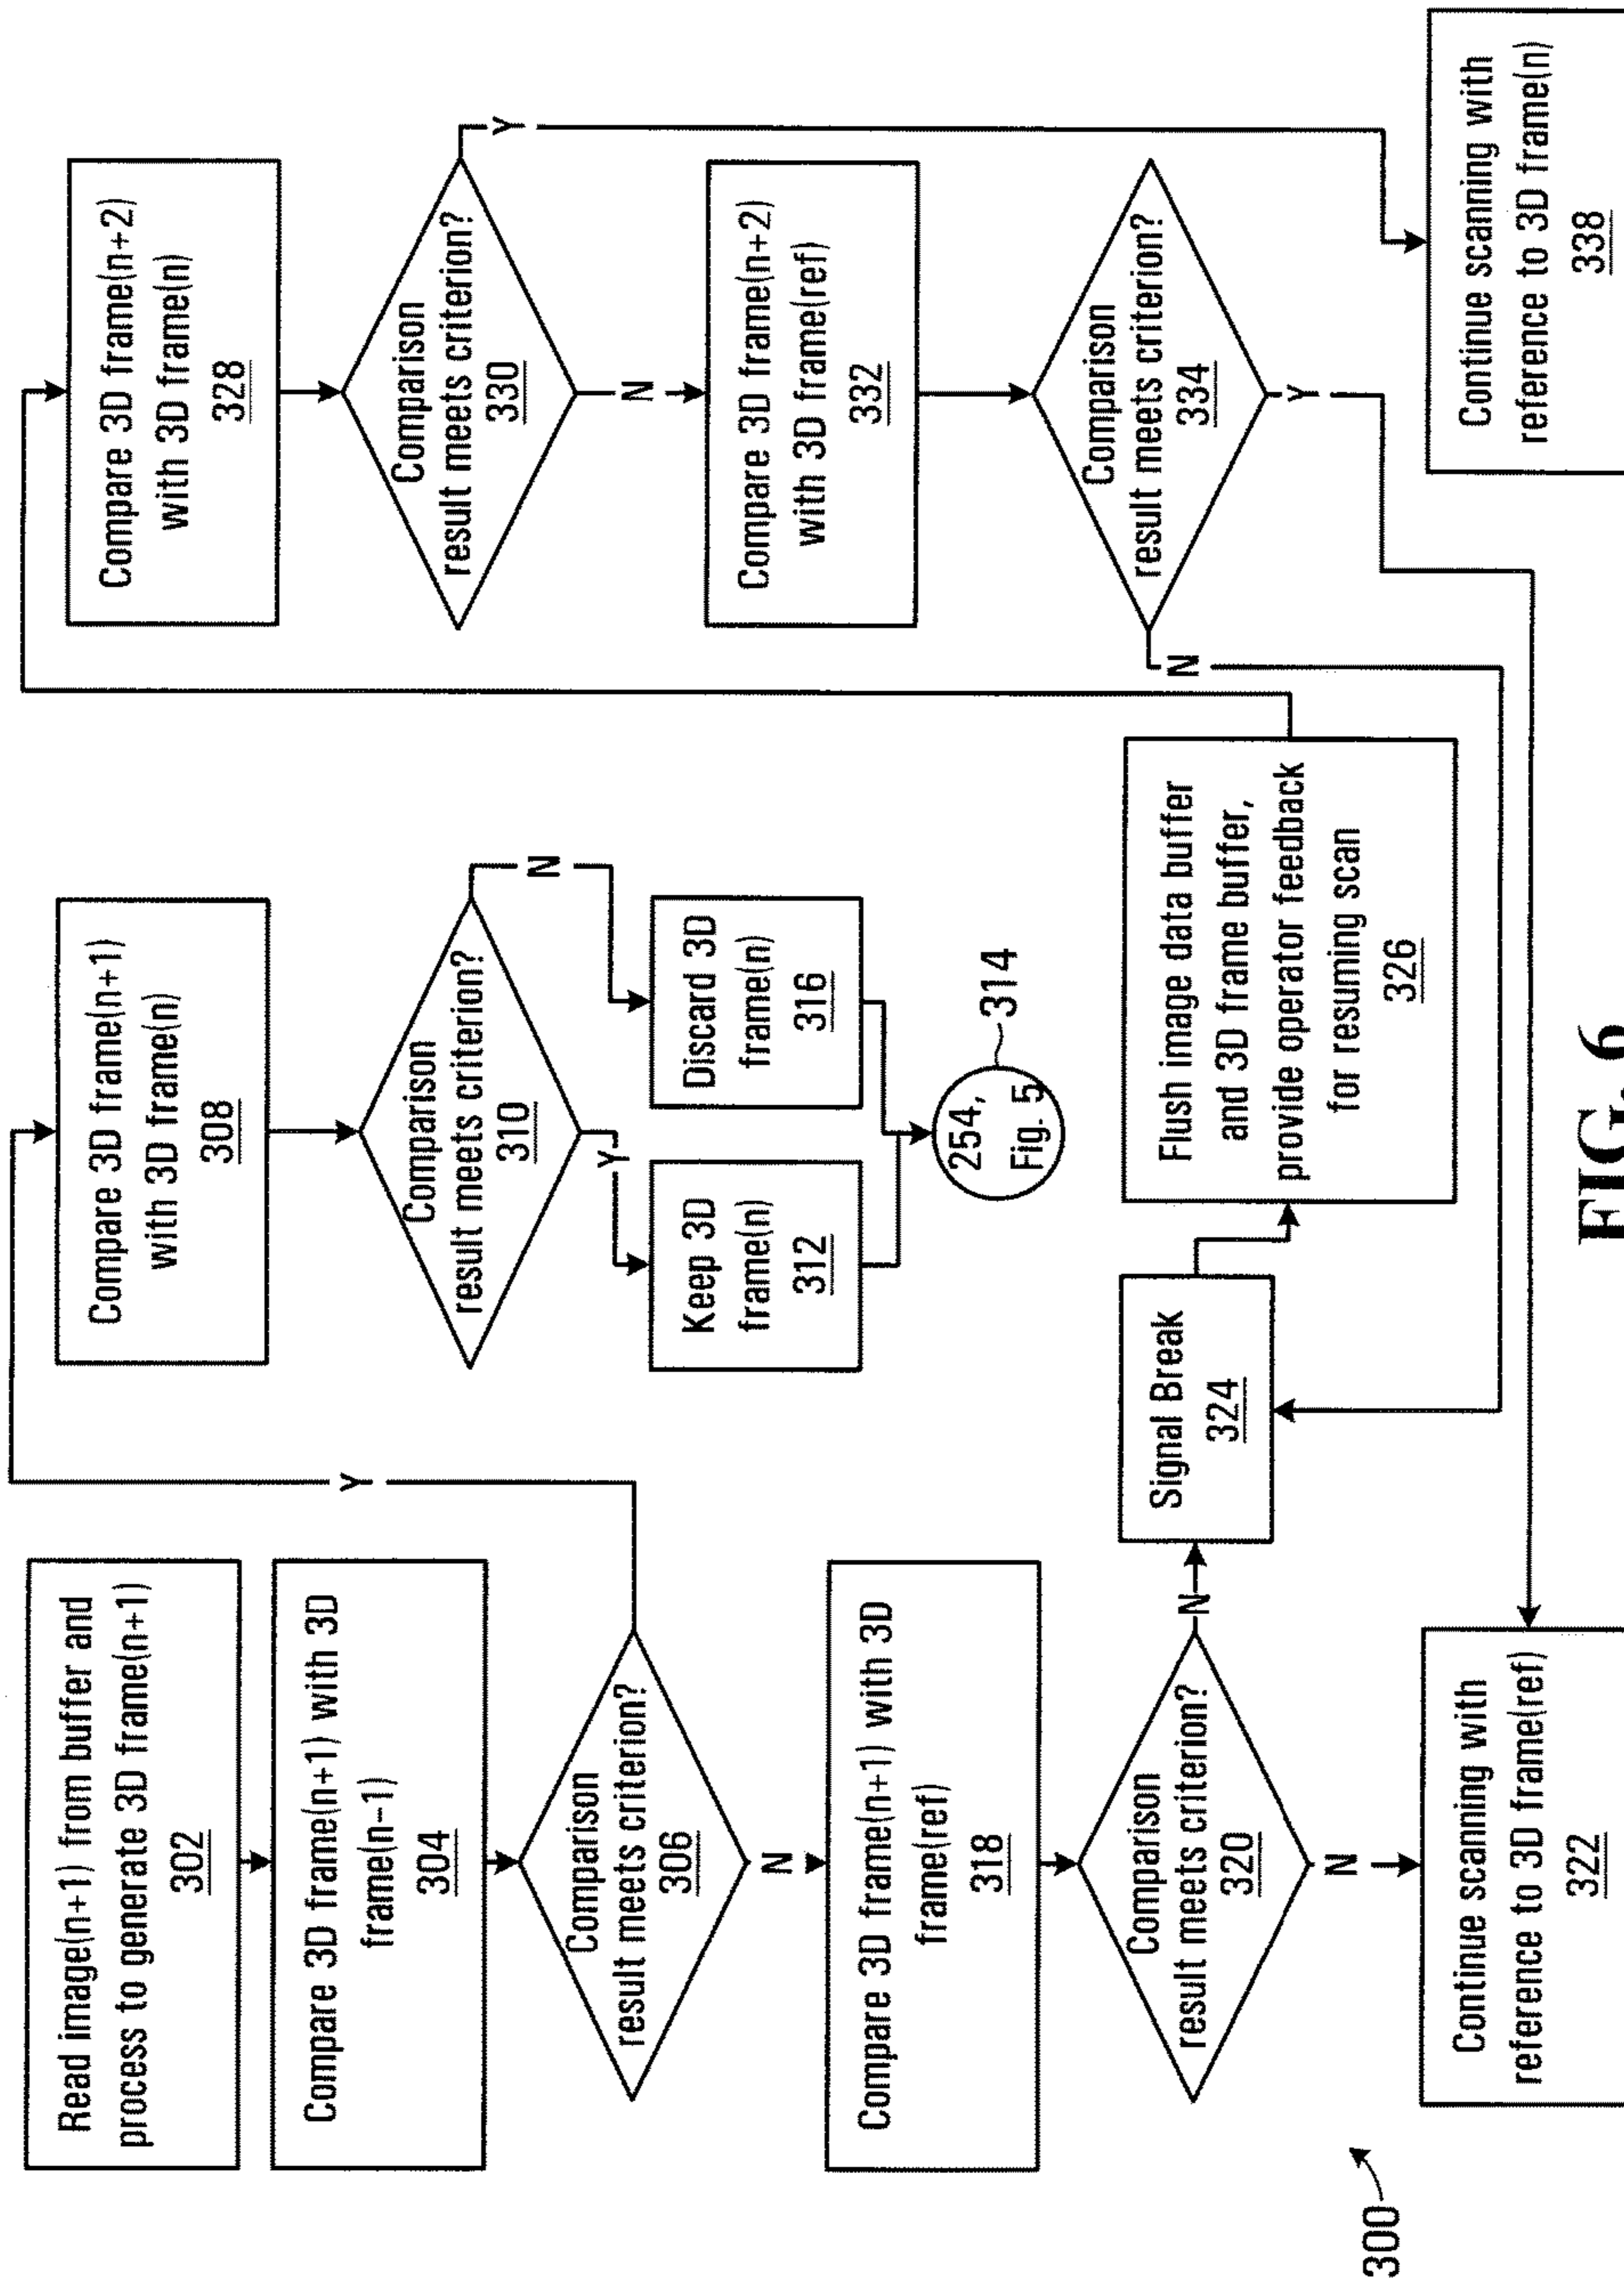 Read image(n+1) from buffer and
process to generate 3D frame(n+1)
302
Compare 3D frame(n+1) with 3D
frame(n-1)
304
Comparison
result meets criterion?
306
Y
N
Compare 3D frame(n+1) with 3D
frame(ref)
318
Comparison
result meets criterion?
320
N
N
Continue scanning with
reference to 3D frame(ref)
322
300
Compare 3D frame(n+1)
with 3D frame(n)
308
Comparison
result meets criterion?
310
Y
N
Keep 3D
frame(n)
312
Discard 3D
frame(n)
316
254,
Fig. 5
314
Signal Break
324
Flush image data buffer
and 3D frame buffer,
provide operator feedback
for resuming scan
326
Compare 3D frame(n+2)
with 3D frame(n)
328
Comparison
result meets criterion?
330
Y
N
Compare 3D frame(n+2)
with 3D frame(ref)
332
Comparison
result meets criterion?
334
N
Y
Continue scanning with
reference to 3D frame(n)
338
FIG. 6